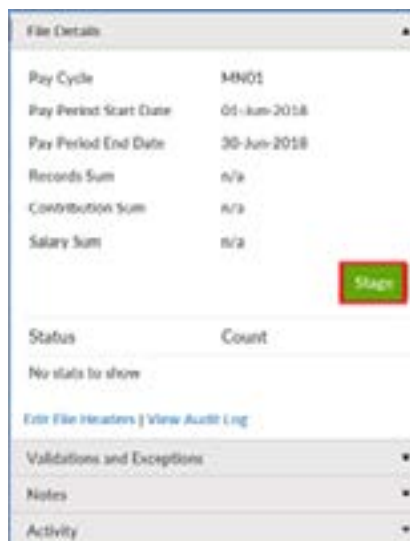 File Details
Pay Cycle MN01
Pay Period Start Date 01-Jun-2018
Pay Period End Date 30-Jun-2018
Records Sum n/a
Contribution Sum n/a
Salary Sum n/a
Stage
Status Count
No stats to show
Edit File Headers | View Audit Log
Validations and Exceptions
Notes
Activity